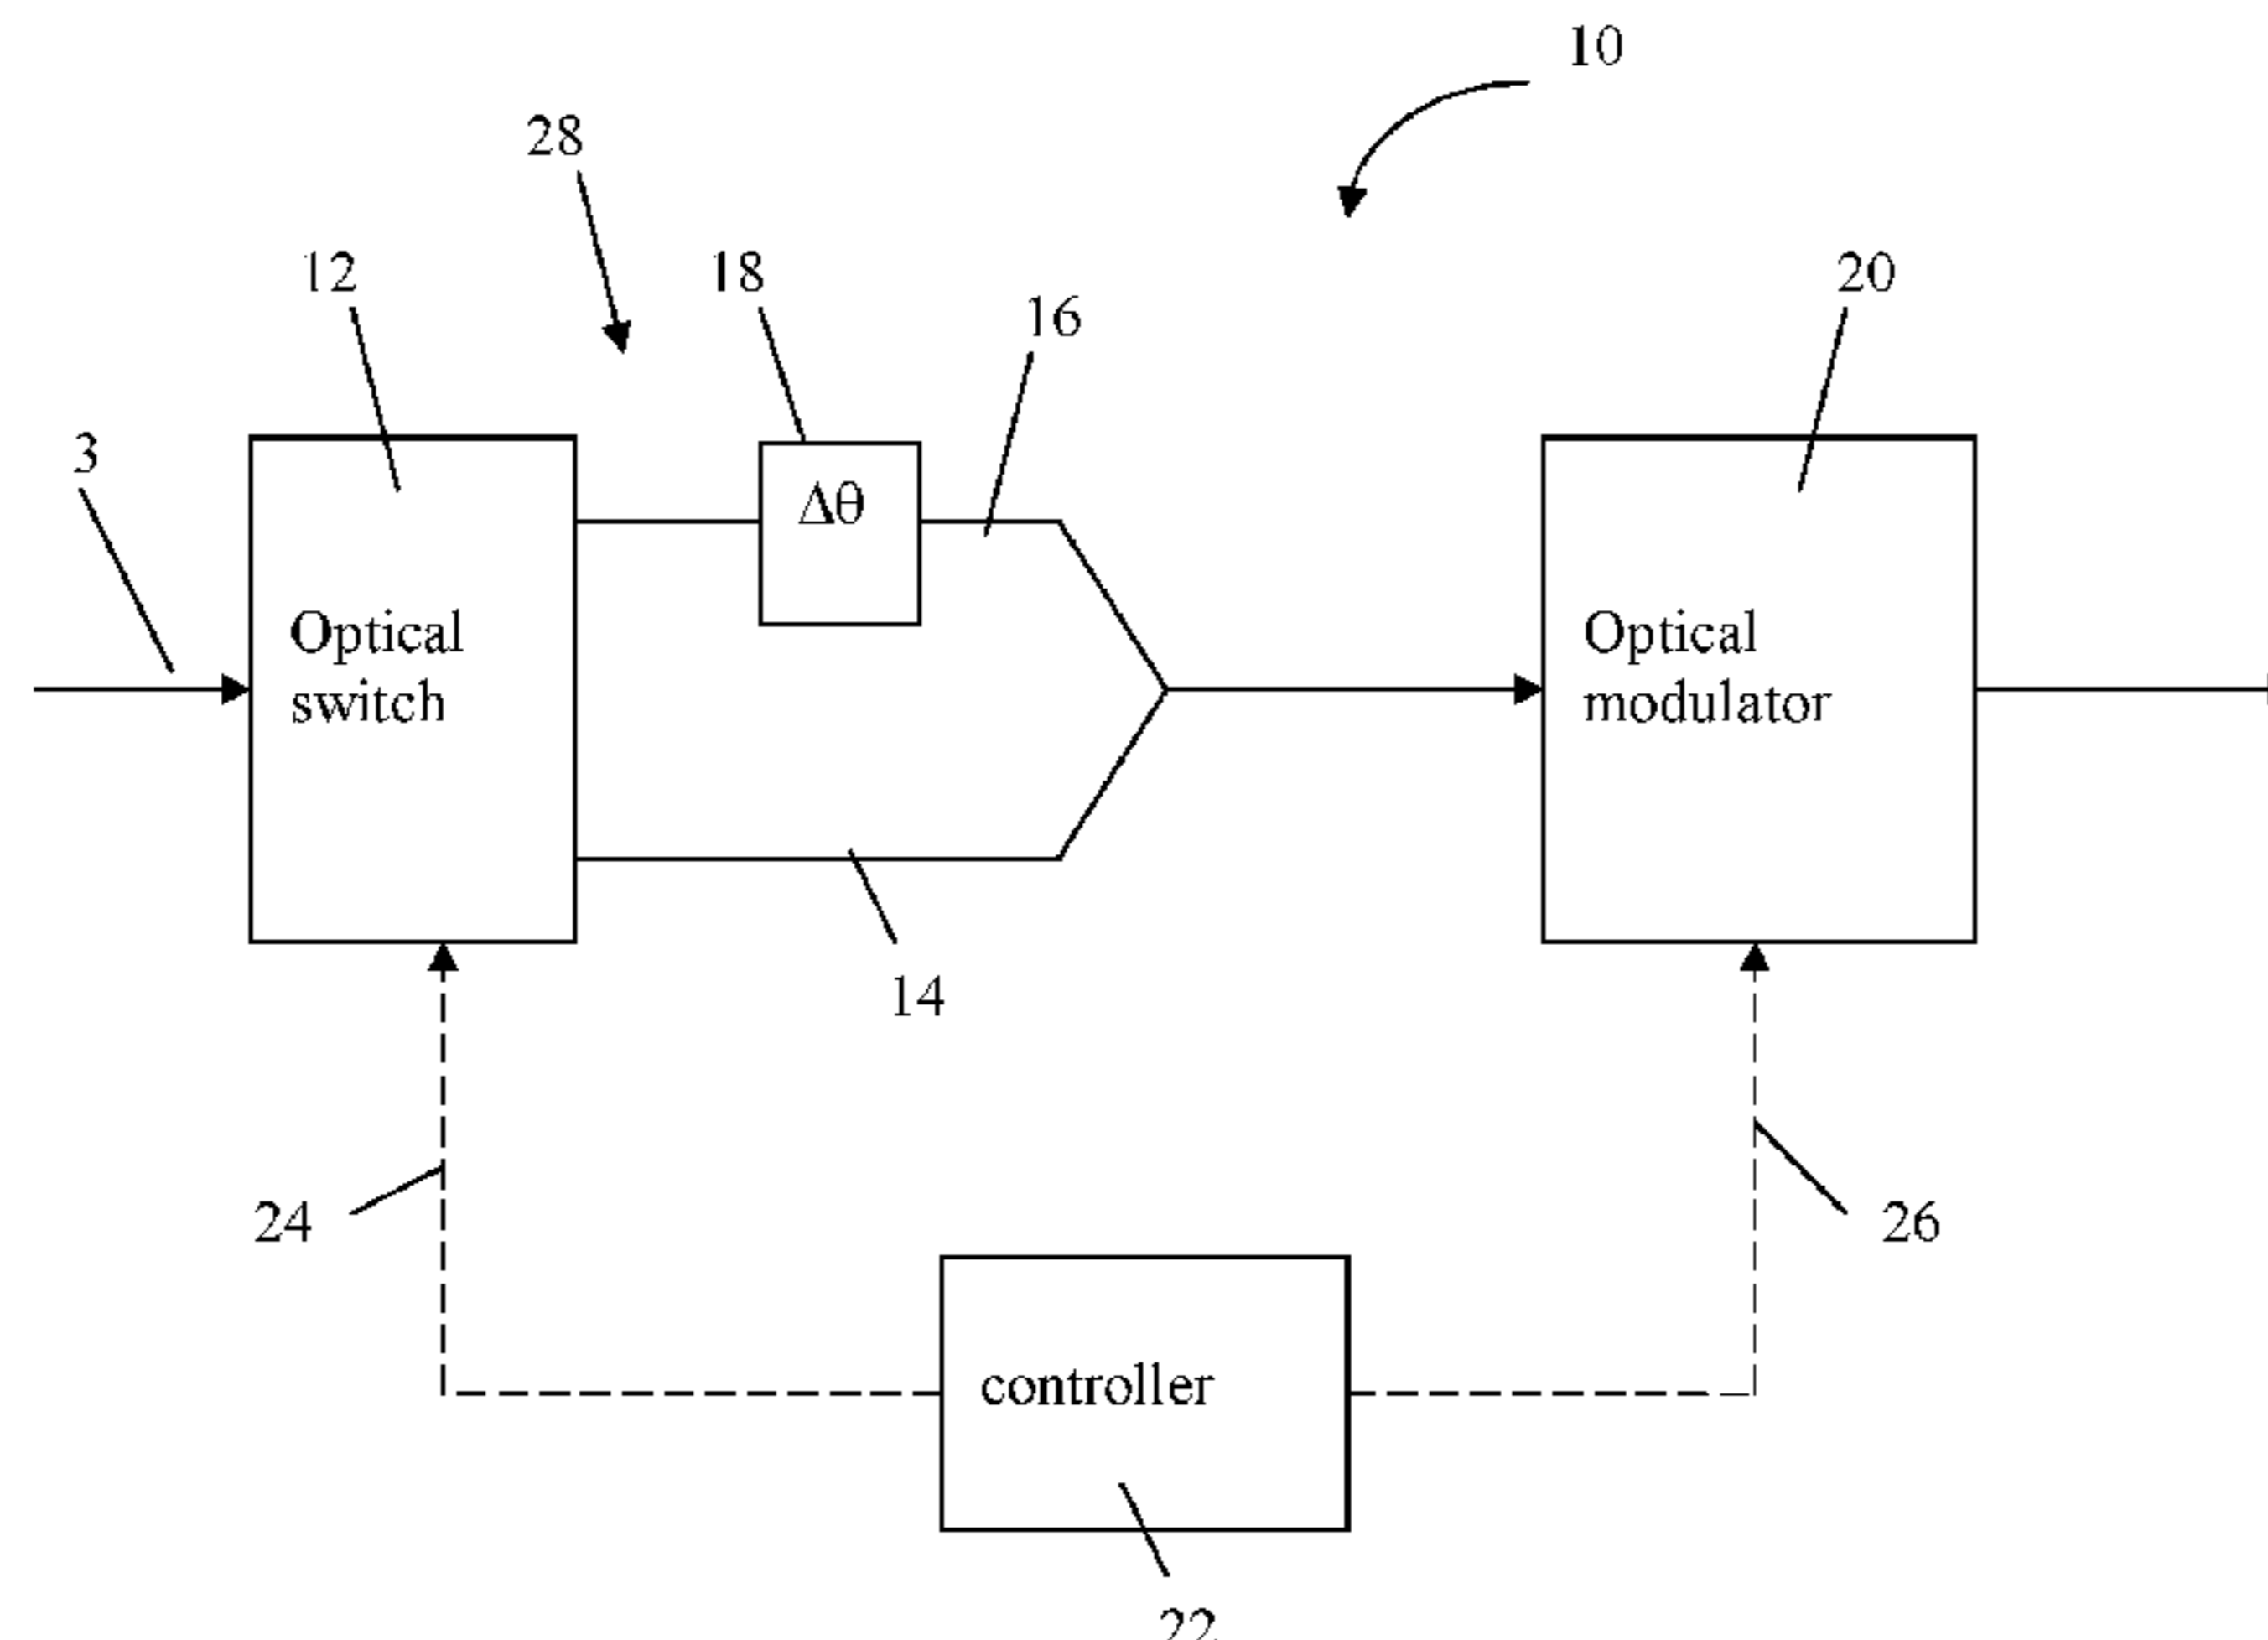 10
28
12
18
16
20
3
Δθ
Optical
switch
Optical
modulator
14
24
26
controller
22